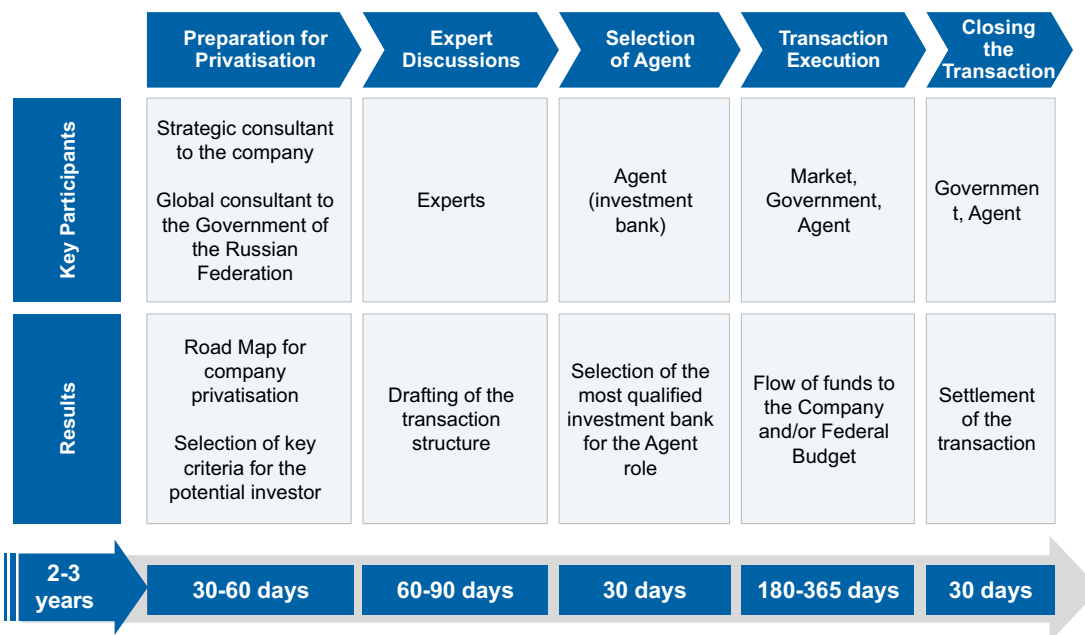 Preparation for
Privatisation
Expert
Discussions
Selection
of Agent
Transaction
Execution
Closing
the
Transaction
Key Participants
Strategic consultant
to the company
Global consultant to
the Government of
the Russian
Federation
Experts
Agent
(investment
bank)
Market,
Government,
Agent
Governmen
t, Agent
Results
Road Map for
company
privatisation
Selection of key
criteria for the
potential investor
Drafting of the
transaction
structure
Selection of the
most qualified
investment bank
for the Agent
role
Flow of funds to
the Company
and/or Federal
Budget
Settlement
of the
transaction
2-3
years
30-60 days
60-90 days
30 days
180-365 days
30 days